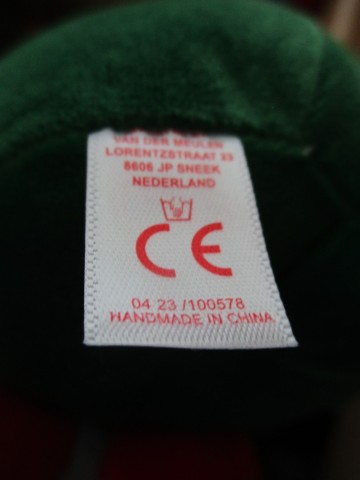 VAN DER MEULEN
LORENTZSTRAAT 23
8606 JP SNEEK
NEDERLAND
CE
04 23 /100578
HANDMADE IN CHINA